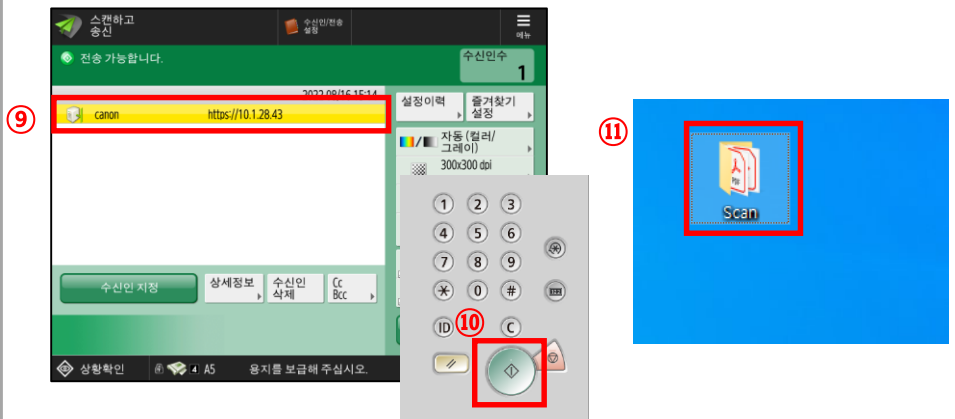 스캔하고
송신
수신인/전송
설정
메뉴
전송 가능합니다.
수신인수
1
2022 08/16 15:14
⑨
canon https://10.1.28.43
설정이력
즐겨찾기
설정
자동 (컬러/
그레이)
300x300 dpi
수신인 지정
상세정보
수신인
삭제
Cc
Bcc
상황확인
4 A5
용지를 보급해 주십시오.
1 2 3
4 5 6
7 8 9
* 0 #
ID
C
⑩
⑪
PDF
Scan